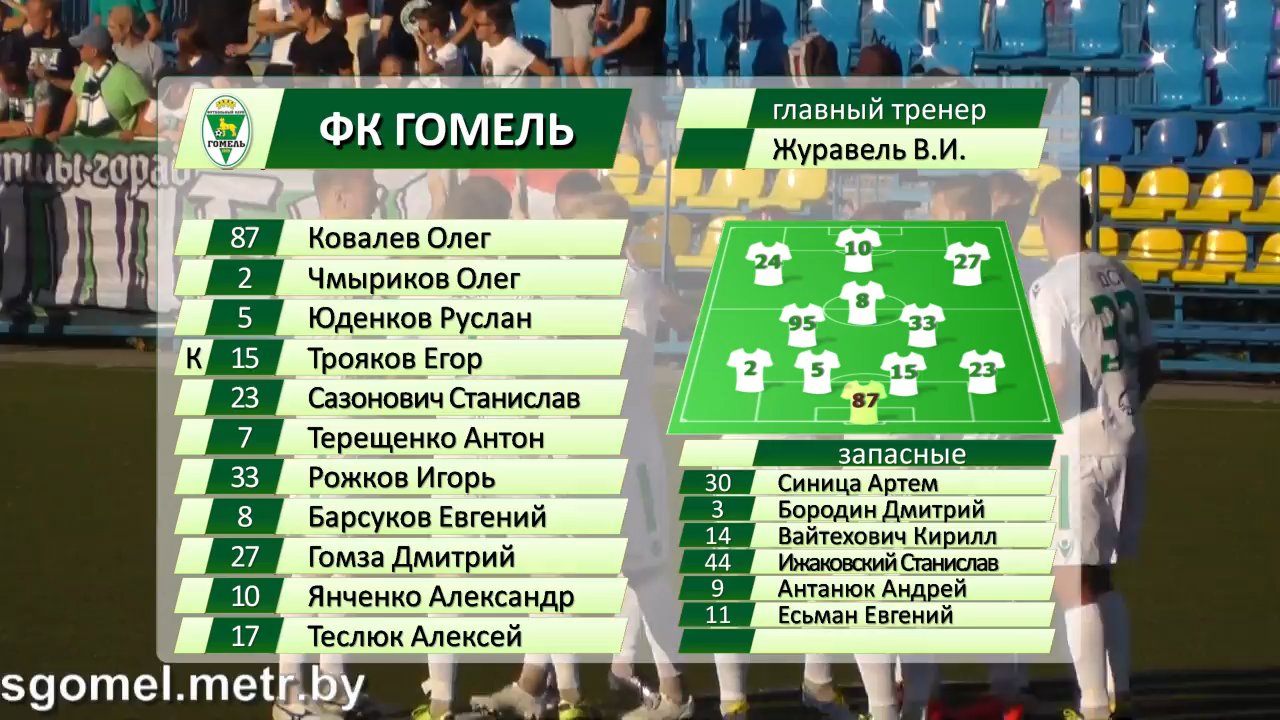 ФК ГОМЕЛЬ
ГОМЕЛЬ
главный тренер
Журавель В.И.
87 Ковалев Олег
2 Чмыриков Олег
5 Юденков Руслан
К 15 Трояков Егор
23 Сазонович Станислав
7 Терещенко Антон
33 Рожков Игорь
8 Барсуков Евгений
27 Гомза Дмитрий
10 Янченко Александр
17 Теслюк Алексей
24 10 27
8
95 33
2 5 15 23
87
запасные
30 Синица Артем
3 Бородин Дмитрий
14 Вайтехович Кирилл
44 Ижаковский Станислав
9 Антанюк Андрей
11 Есьман Евгений
sgomel.metr.by